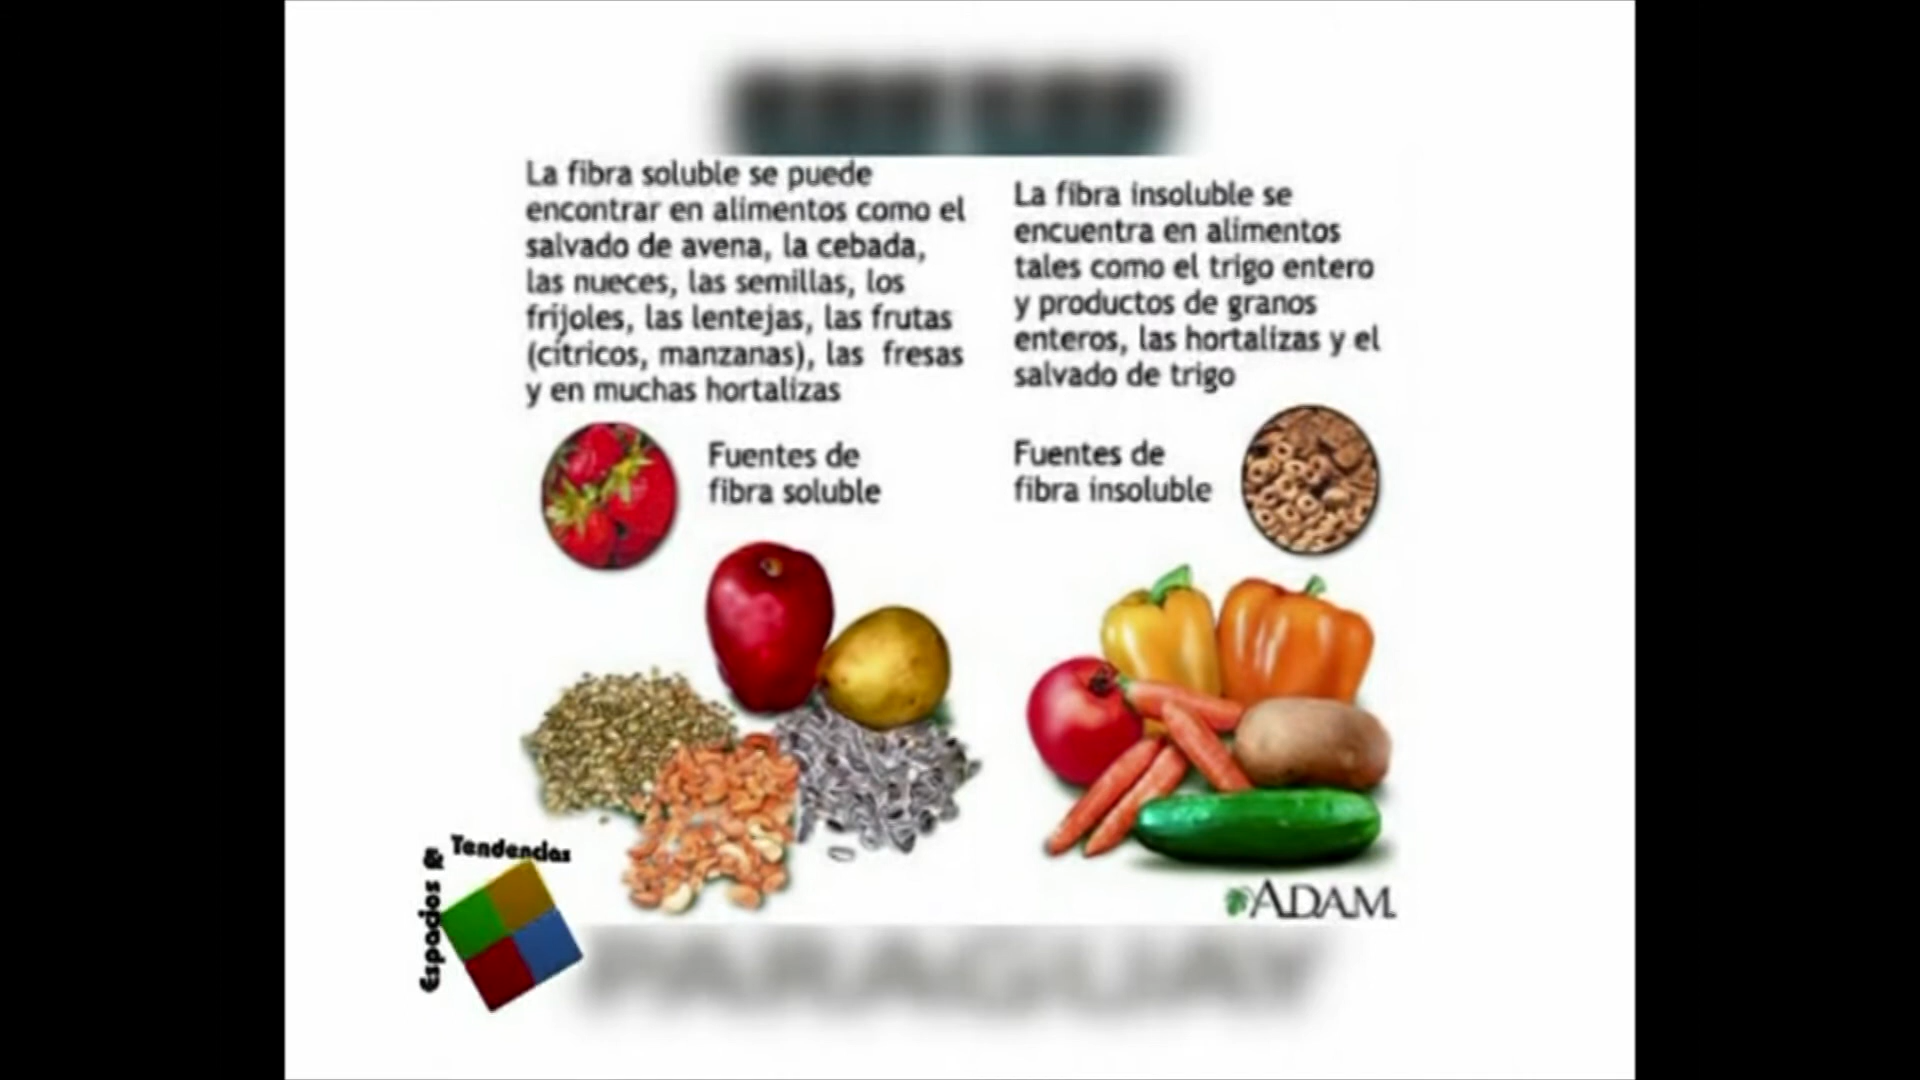 La fibra soluble se puede
encontrar en alimentos como el
salvado de avena, la cebada,
las nueces, las semillas, los
fríjoles, las lentejas, las frutas
(cítricos, manzanas), las fresas
y en muchas hortalizas
Fuentes de
fibra soluble
La fibra insoluble se
encuentra en alimentos
tales como el trigo entero
y productos de granos
enteros, las hortalizas y el
salvado de trigo
Fuentes de
fibra insoluble
Espacios &
Tendencias
ADAM.
PARAGUAY